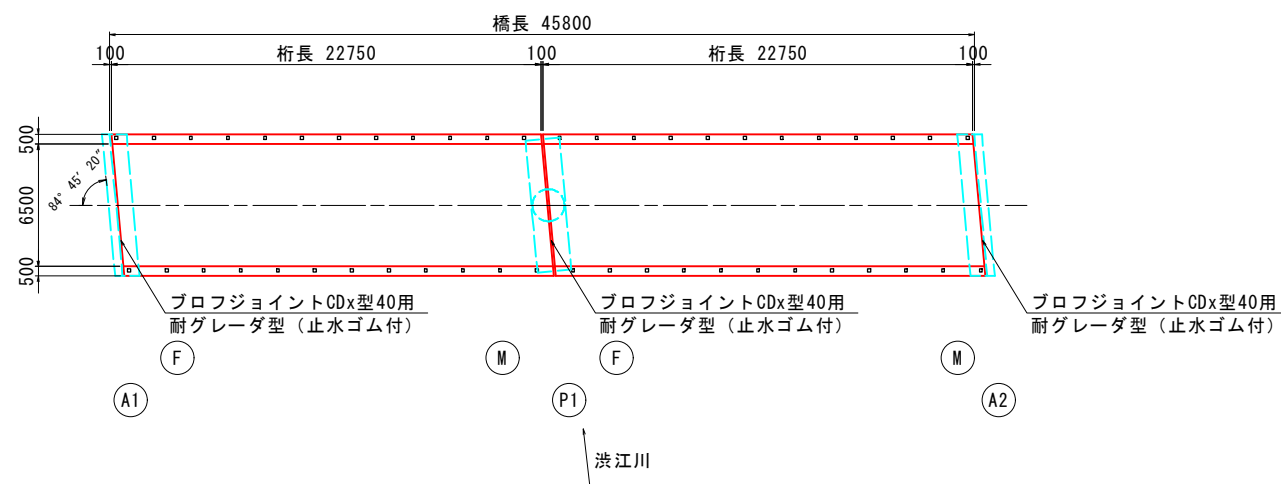 橋長 45800
100
桁長 22750
100
桁長 22750
100
500
6500
500
84° 45′ 20″
ブロフジョイントCDx型40用
耐グレーダ型（止水ゴム付）
ブロフジョイントCDx型40用
耐グレーダ型（止水ゴム付）
ブロフジョイントCDx型40用
耐グレーダ型（止水ゴム付）
F
M
F
M
A1
P1
A2
渋江川